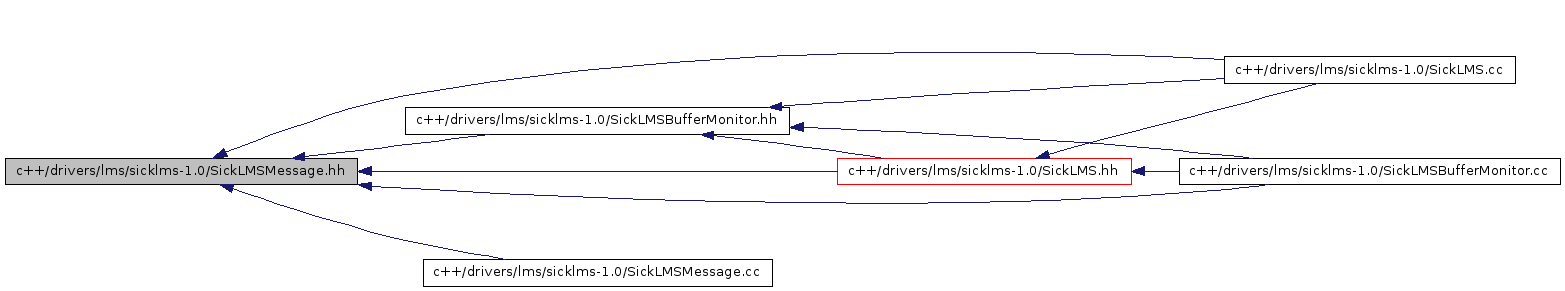 c++/drivers/lms/sicklms-1.0/SickLMS.cc
c++/drivers/lms/sicklms-1.0/SickLMSBufferMonitor.hh
c++/drivers/lms/sicklms-1.0/SickLMSMessage.hh
c++/drivers/lms/sicklms-1.0/SickLMS.hh
c++/drivers/lms/sicklms-1.0/SickLMSBufferMonitor.cc
c++/drivers/lms/sicklms-1.0/SickLMSMessage.cc